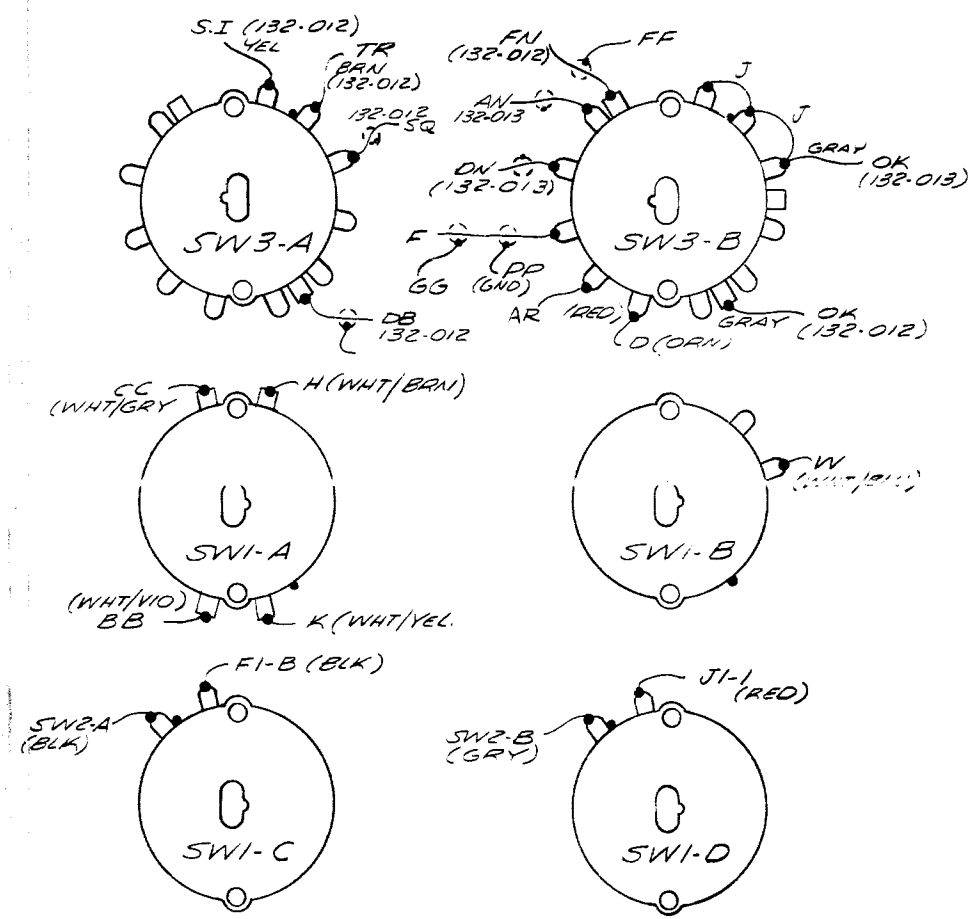 S.I (132-012)
YEL
TR
BRN
(132-012)
132-012
SQ
SW3-A
DB
132-012
FN
(132-012)
FF
AN
132-013
J
J
DN
(132-013)
GRAY
OK
(132-013)
F
SW3-B
GG
PP
(GND)
AR (RED)
D (ORN)
GRAY
OK
(132-012)
CC
(WHT/GRY
H (WHT/BRN)
SW1-A
(WHT/VIO)
BB
K (WHT/YEL.
W
SW1-B
F1-B (BLK)
SW2-A
(BLK)
SW1-C
J1-1
(RED)
SW2-B
(GRY)
SW1-D